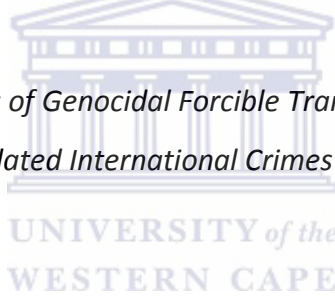 of Genocidal Forcible Tran
lated International Crimes
UNIVERSITY of the
WESTERN CAPE